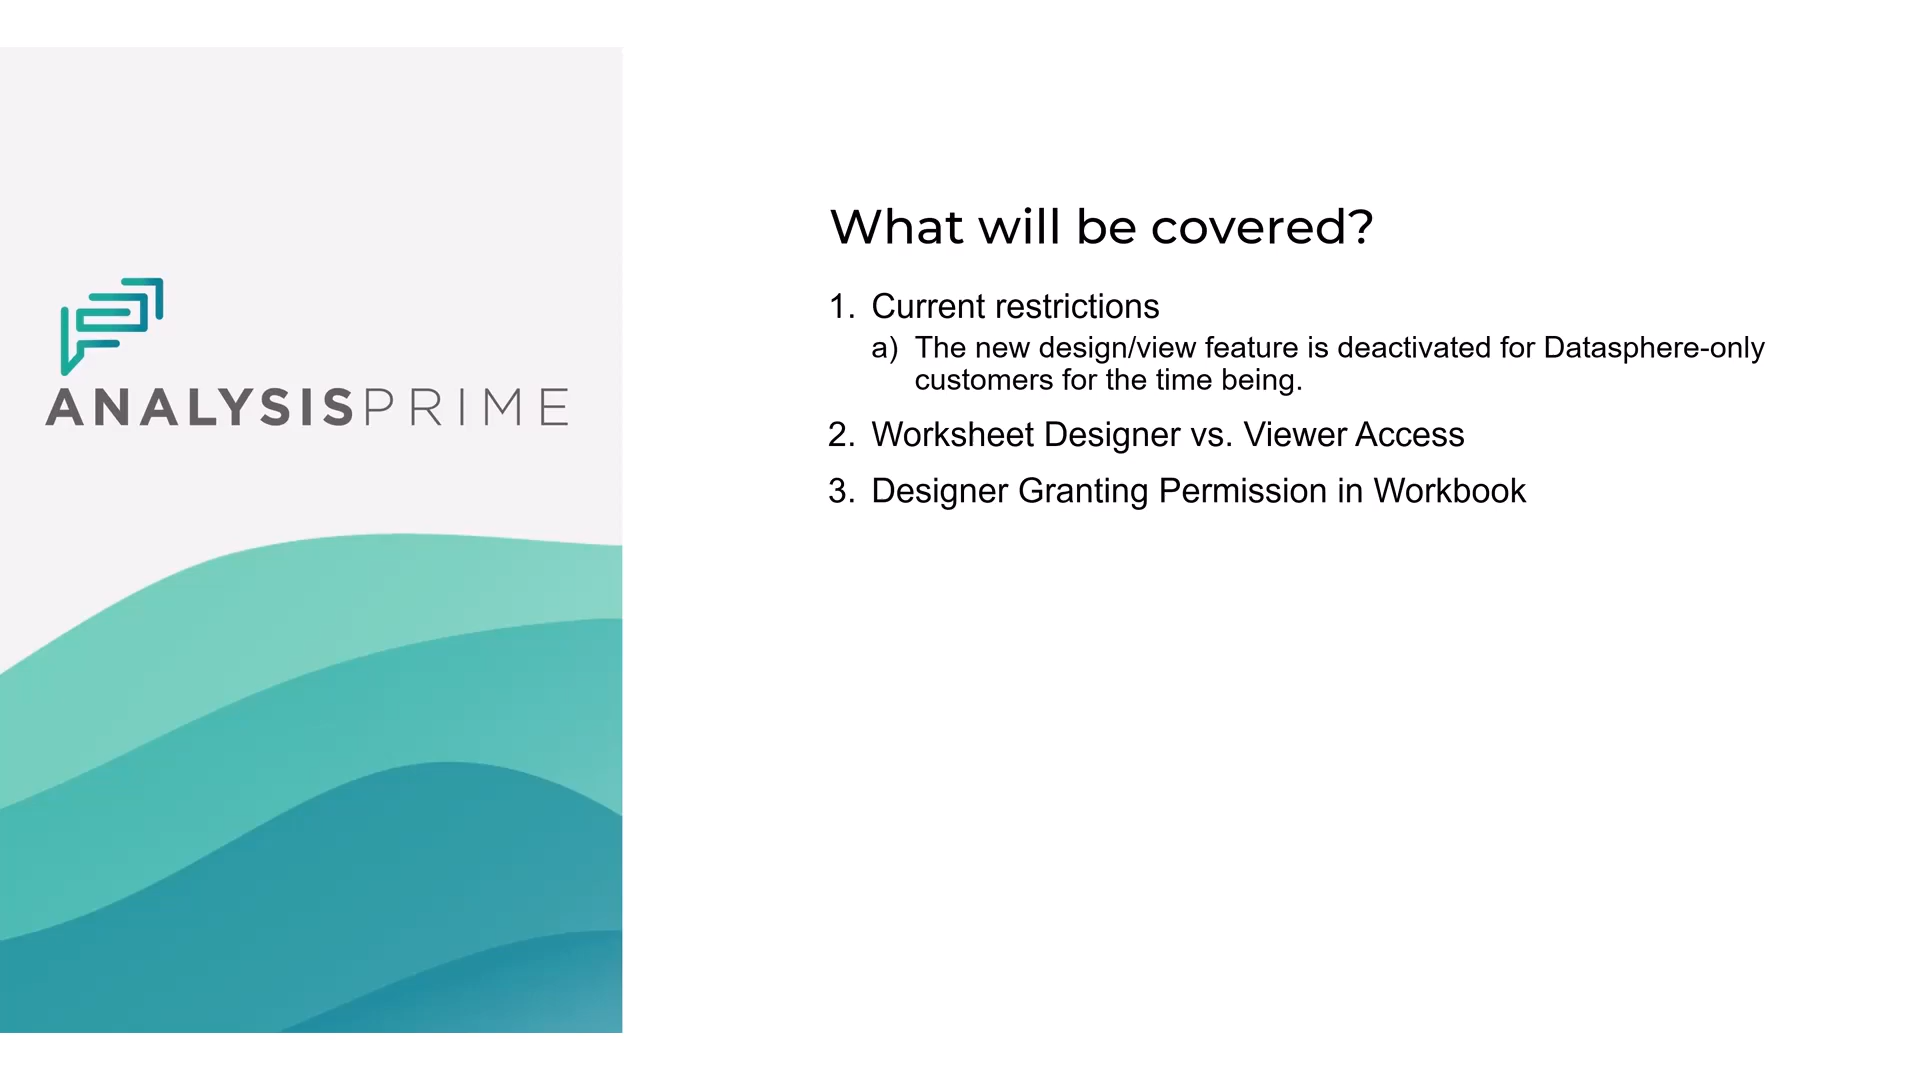 ANALYSISPRIME
What will be covered?
1. Current restrictions
a) The new design/view feature is deactivated for Datasphere-only
customers for the time being.
2. Worksheet Designer vs. Viewer Access
3. Designer Granting Permission in Workbook